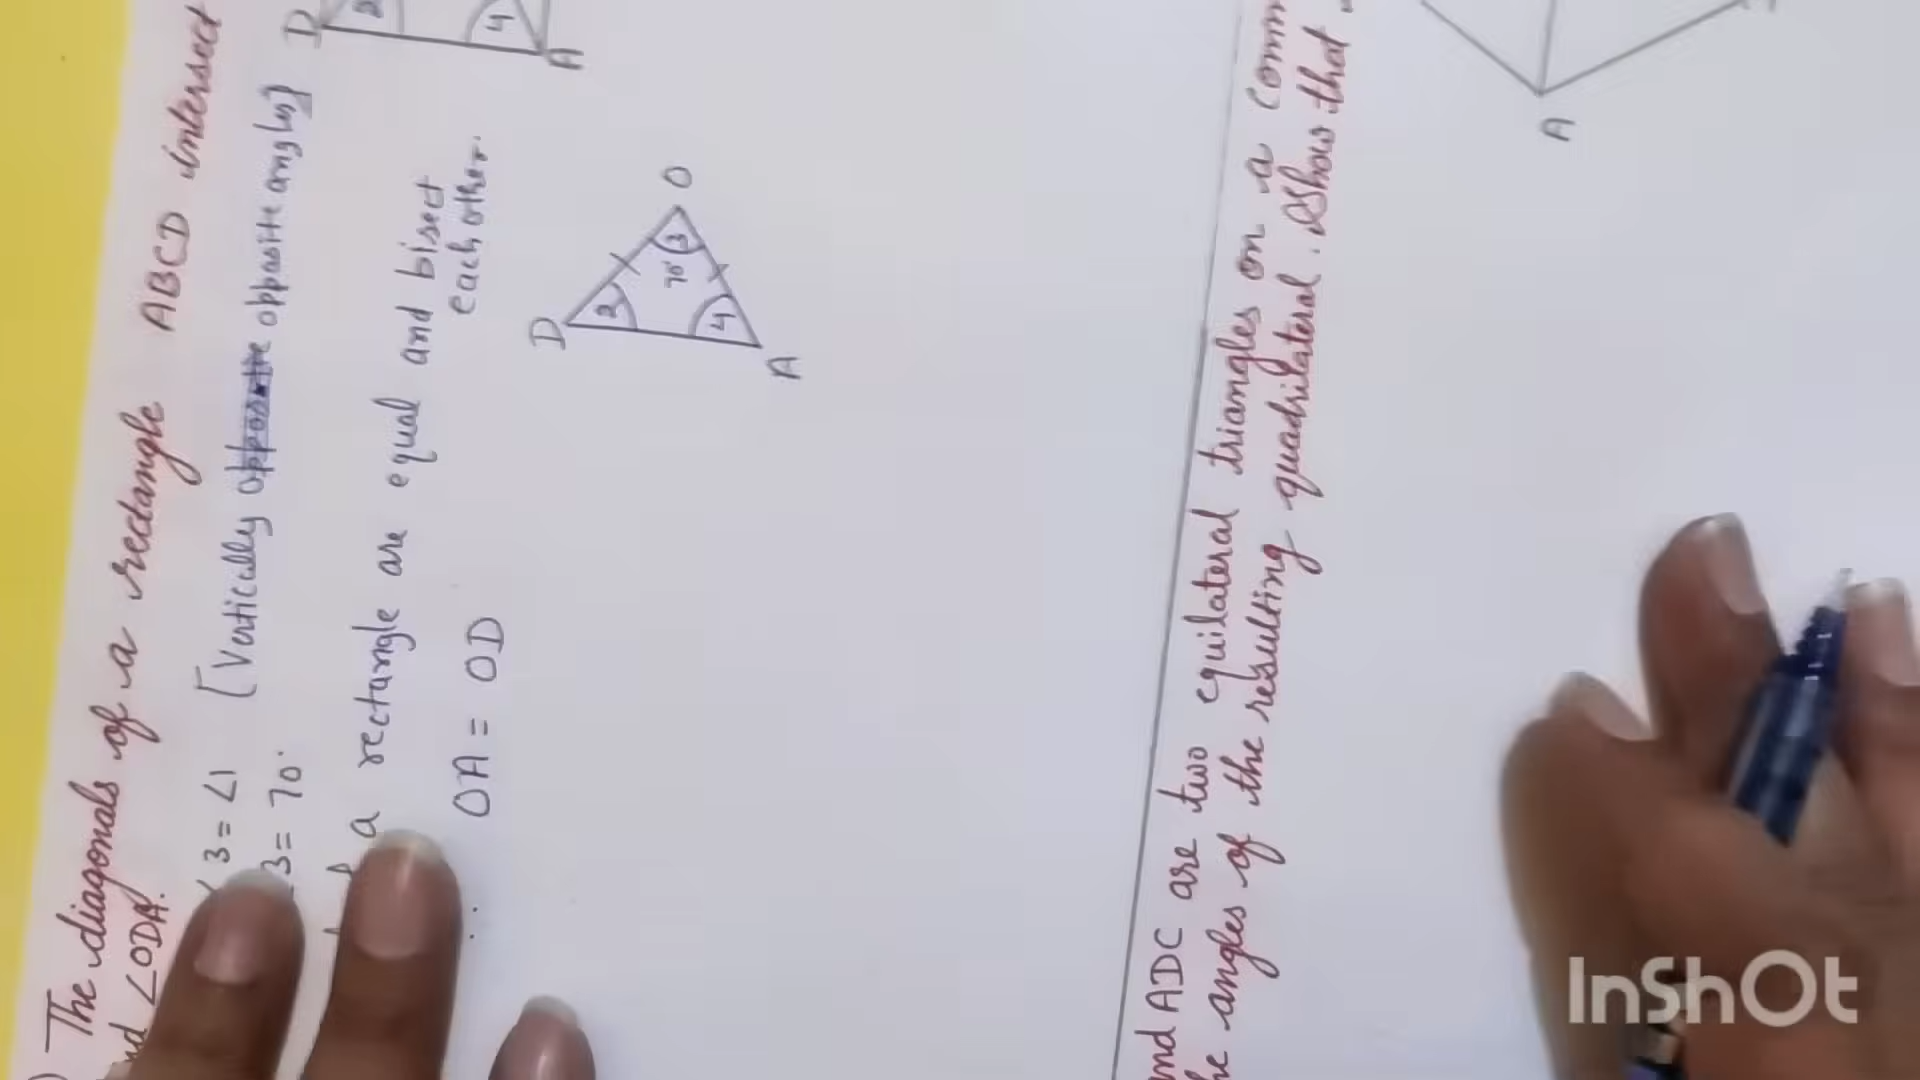 The diagonals of a rectangle ABCD intersect
∠ODA.
3 = ∠1 [Vertically opposite angles]
3 = 70°
a rectangle are equal and bisect
each other.
∴ OA = OD
D
2
4
A
O
3
70°
D
2
4
A
and ADC are two equilateral triangles on a
angles of the resulting quadrilateral. Show that
A
InShOt